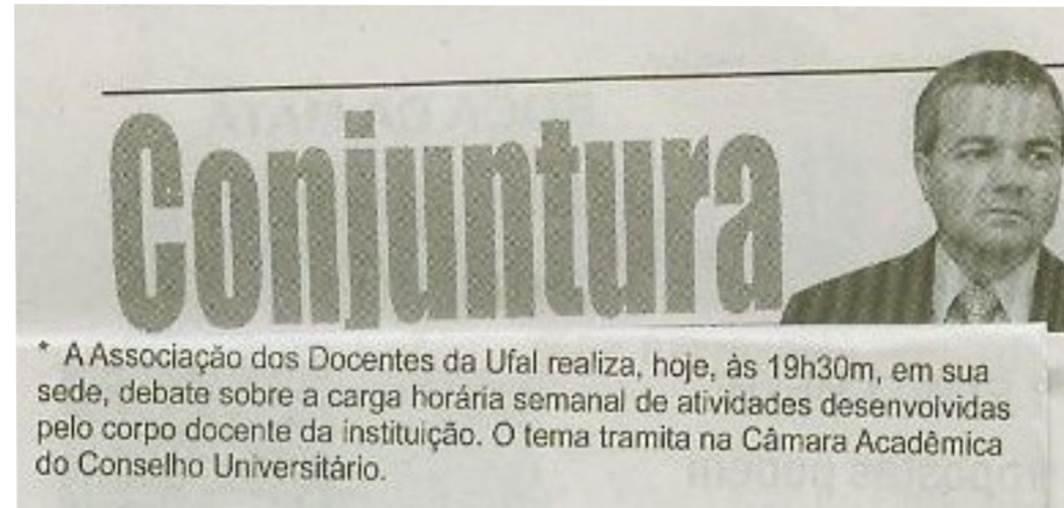 Conjuntura
* A Associação dos Docentes da Ufal realiza, hoje, às 19h30m, em sua
sede, debate sobre a carga horária semanal de atividades desenvolvidas
pelo corpo docente da instituição. O tema tramita na Câmara Acadêmica
do Conselho Universitário.